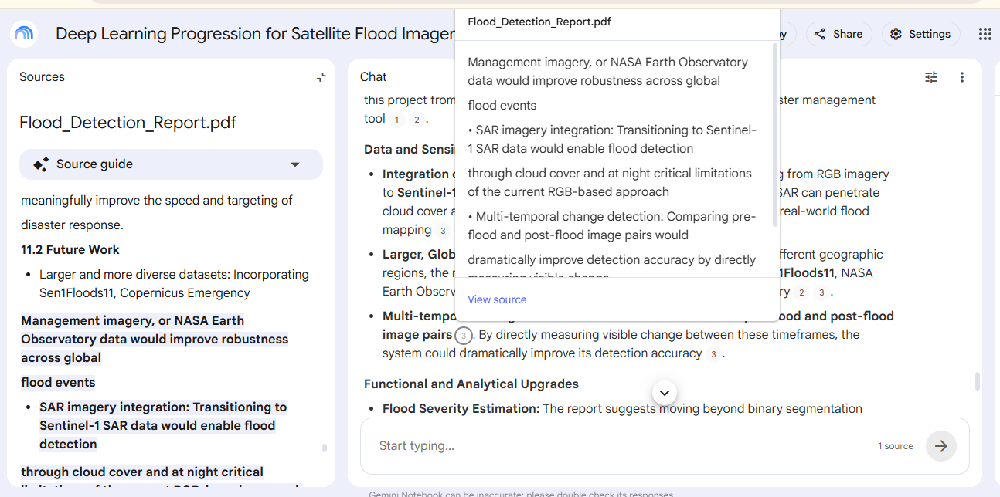 Deep Learning Progression for Satellite Flood Imager
Share
Settings
Sources
Flood_Detection_Report.pdf
Source guide
meaningfully improve the speed and targeting of
disaster response.
11.2 Future Work
• Larger and more diverse datasets: Incorporating
Sen1Floods11, Copernicus Emergency
Management imagery, or NASA Earth
Observatory data would improve robustness
across global
flood events
• SAR imagery integration: Transitioning to
Sentinel-1 SAR data would enable flood
detection
through cloud cover and at night critical
Chat
this project from
ster management
tool 1 2 .
Data and Sensi
• Integration
g from RGB imagery
to Sentinel-1
SAR can penetrate
cloud cover a
real-world flood
mapping 3
• Larger, Glob
fferent geographic
regions, the
1Floods11, NASA
Earth Observ
ry 2 3 .
• Multi-tempo
ood and post-flood
image pairs 3 . By directly measuring visible change between these timeframes, the
system could dramatically improve its detection accuracy 3 .
Functional and Analytical Upgrades
• Flood Severity Estimation: The report suggests moving beyond binary segmentation
Start typing...
1 source
Gemini Notebook can be inaccurate; please double check its responses.
Flood_Detection_Report.pdf
Management imagery, or NASA Earth Observatory
data would improve robustness across global
flood events
• SAR imagery integration: Transitioning to Sentinel-
1 SAR data would enable flood detection
through cloud cover and at night critical limitations
of the current RGB-based approach
• Multi-temporal change detection: Comparing pre-
flood and post-flood image pairs would
dramatically improve detection accuracy by directly
measuring visible change
View source